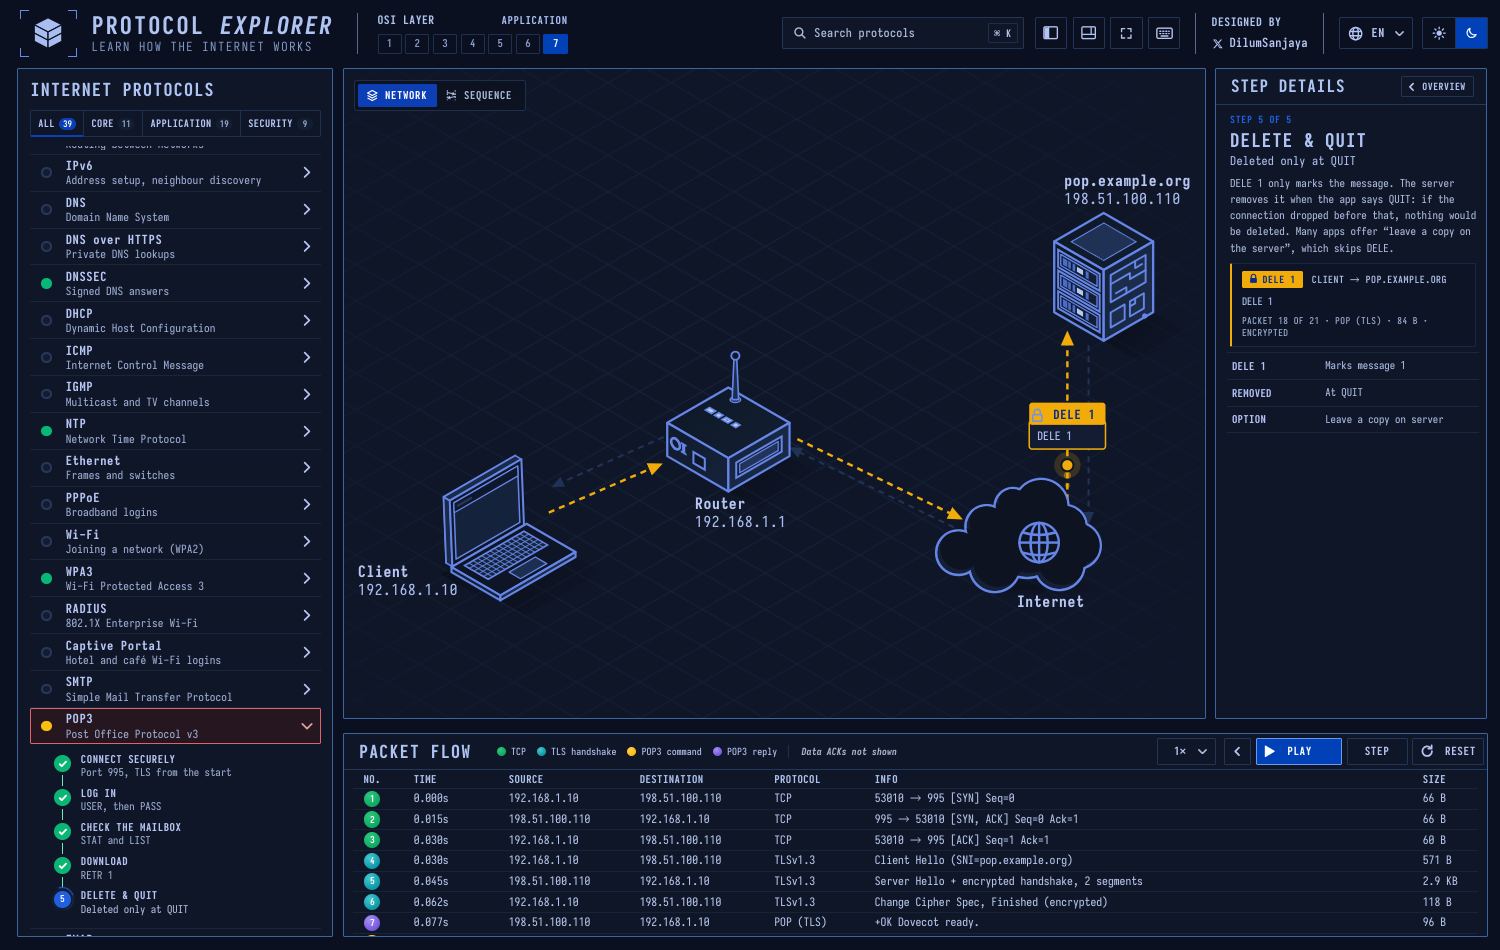 PROTOCOL EXPLORER
LEARN HOW THE INTERNET WORKS
OSI LAYER APPLICATION
1 2 3 4 5 6 7
Search protocols ⌘ K
DESIGNED BY
X DilumSanjaya
EN
INTERNET PROTOCOLS
ALL 39 CORE 11 APPLICATION 19 SECURITY 9
Routing between networks
IPv6
Address setup, neighbour discovery
DNS
Domain Name System
DNS over HTTPS
Private DNS lookups
DNSSEC
Signed DNS answers
DHCP
Dynamic Host Configuration
ICMP
Internet Control Message
IGMP
Multicast and TV channels
NTP
Network Time Protocol
Ethernet
Frames and switches
PPPoE
Broadband logins
Wi-Fi
Joining a network (WPA2)
WPA3
Wi-Fi Protected Access 3
RADIUS
802.1X Enterprise Wi-Fi
Captive Portal
Hotel and café Wi-Fi logins
SMTP
Simple Mail Transfer Protocol
POP3
Post Office Protocol v3
CONNECT SECURELY
Port 995, TLS from the start
LOG IN
USER, then PASS
CHECK THE MAILBOX
STAT and LIST
DOWNLOAD
RETR 1
5 DELETE & QUIT
Deleted only at QUIT
NETWORK SEQUENCE
pop.example.org
198.51.100.110
DELE 1
DELE 1
Router
192.168.1.1
Client
192.168.1.10
Internet
STEP DETAILS OVERVIEW
STEP 5 OF 5
DELETE & QUIT
Deleted only at QUIT
DELE 1 only marks the message. The server
removes it when the app says QUIT: if the
connection dropped before that, nothing would
be deleted. Many apps offer “leave a copy on
the server”, which skips DELE.
DELE 1 CLIENT → POP.EXAMPLE.ORG
DELE 1
PACKET 18 OF 21 · POP (TLS) · 84 B ·
ENCRYPTED
DELE 1 Marks message 1
REMOVED At QUIT
OPTION Leave a copy on server
PACKET FLOW TCP TLS handshake POP3 command POP3 reply Data ACKs not shown 1× PLAY STEP RESET
NO. TIME SOURCE DESTINATION PROTOCOL INFO SIZE
1 0.000s 192.168.1.10 198.51.100.110 TCP 53010 → 995 [SYN] Seq=0 66 B
2 0.015s 198.51.100.110 192.168.1.10 TCP 995 → 53010 [SYN, ACK] Seq=0 Ack=1 66 B
3 0.030s 192.168.1.10 198.51.100.110 TCP 53010 → 995 [ACK] Seq=1 Ack=1 60 B
4 0.030s 192.168.1.10 198.51.100.110 TLSv1.3 Client Hello (SNI=pop.example.org) 571 B
5 0.045s 198.51.100.110 192.168.1.10 TLSv1.3 Server Hello + encrypted handshake, 2 segments 2.9 KB
6 0.062s 192.168.1.10 198.51.100.110 TLSv1.3 Change Cipher Spec, Finished (encrypted) 118 B
7 0.077s 198.51.100.110 192.168.1.10 POP (TLS) +OK Dovecot ready. 96 B